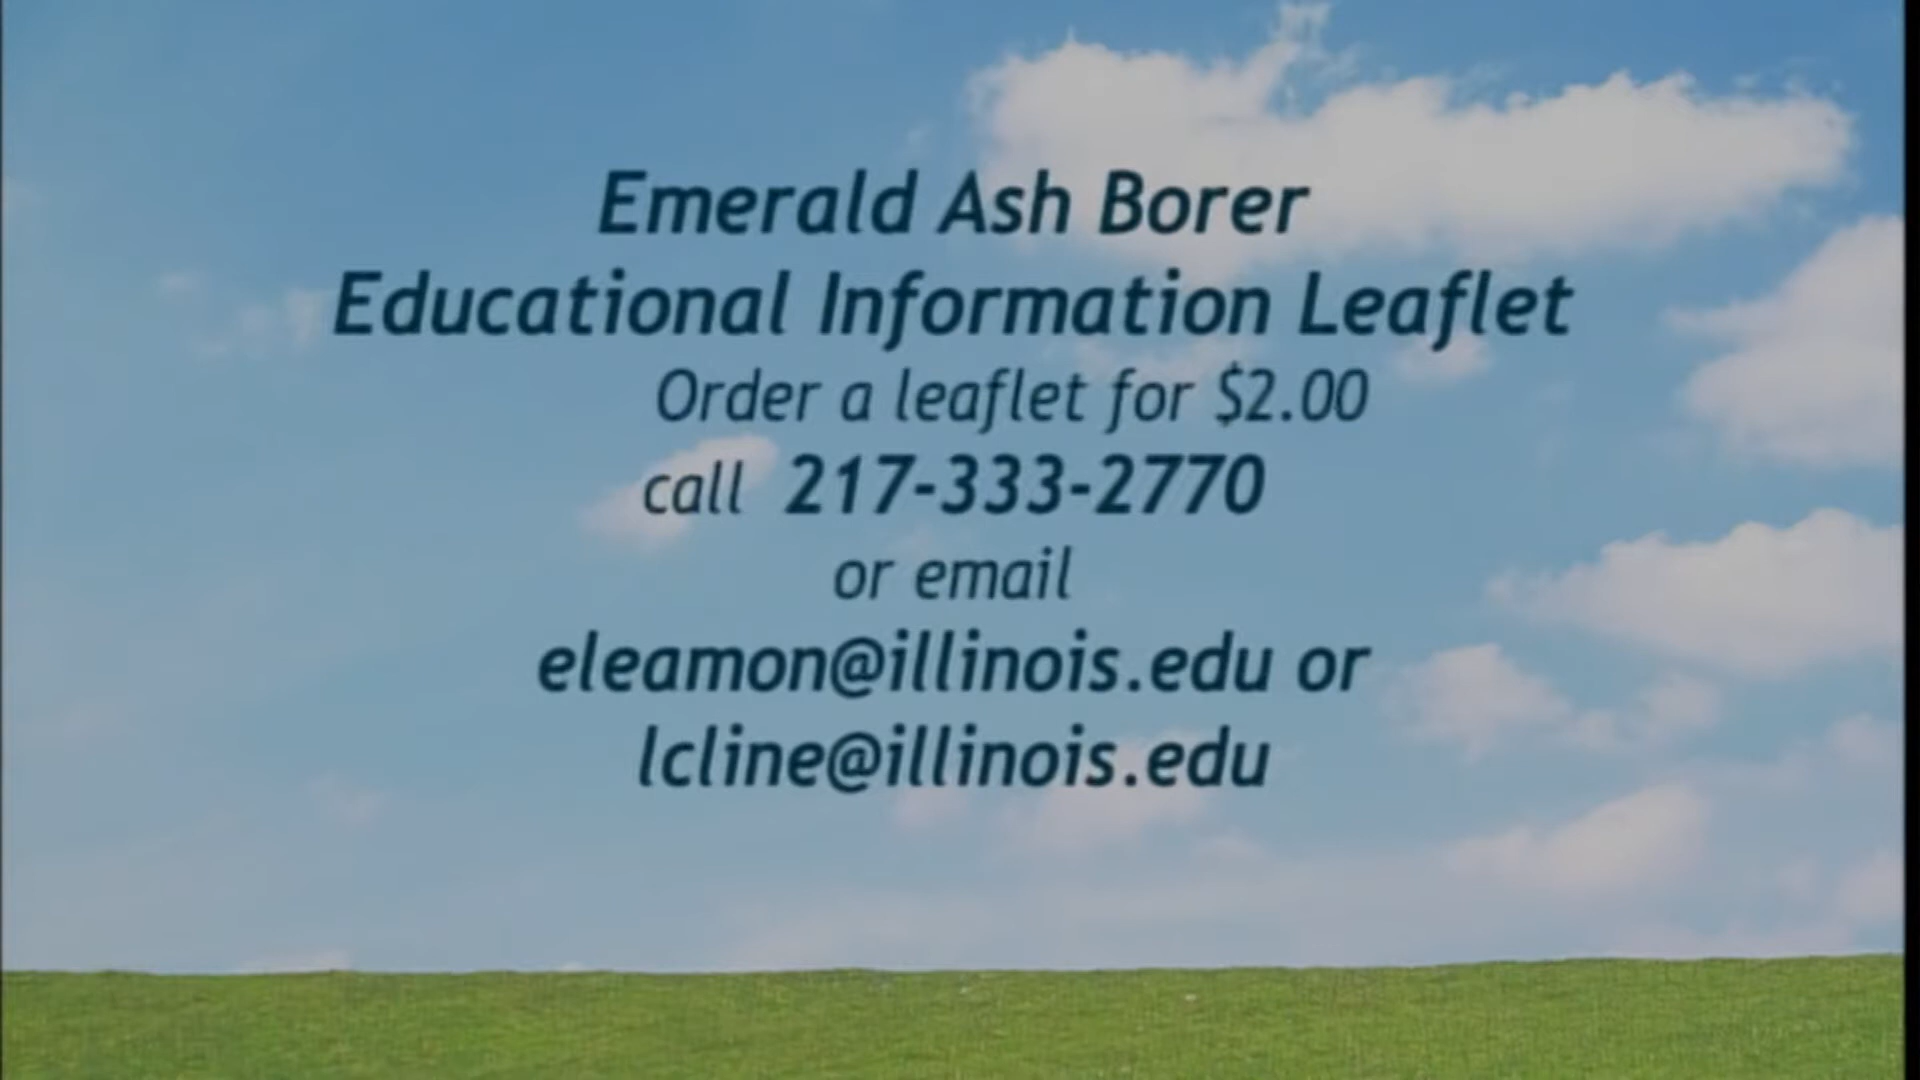 Emerald Ash Borer
Educational Information Leaflet
Order a leaflet for $2.00
call 217-333-2770
or email
eleamon@illinois.edu or
lcline@illinois.edu